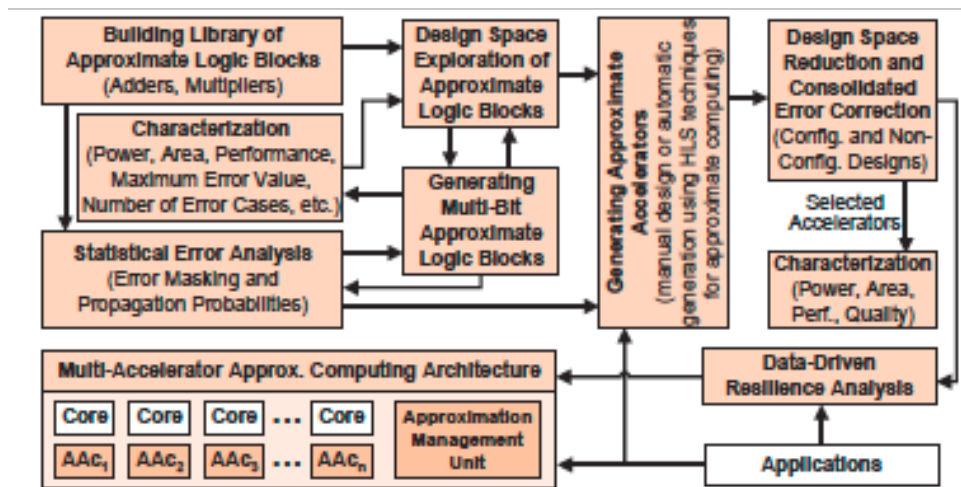 Building Library of
Approximate Logic Blocks
(Adders, Multipliers)
Characterization
(Power, Area, Performance,
Maximum Error Value,
Number of Error Cases, etc.)
Statistical Error Analysis
(Error Masking and
Propagation Probabilities)
Design Space
Exploration of
Approximate
Logic Blocks
Generating
Multi-Bit
Approximate
Logic Blocks
Generating Approximate
Accelerators
(manual design or automatic
generation using HLS techniques
for approximate computing)
Design Space
Reduction and
Consolidated
Error Correction
(Config. and Non-
Config. Designs)
Selected
Accelerators
Characterization
(Power, Area,
Perf., Quality)
Multi-Accelerator Approx. Computing Architecture
Core Core Core ... Core
AAc1 AAc2 AAc3 ... AAcn
Approximation
Management
Unit
Data-Driven
Resilience Analysis
Applications